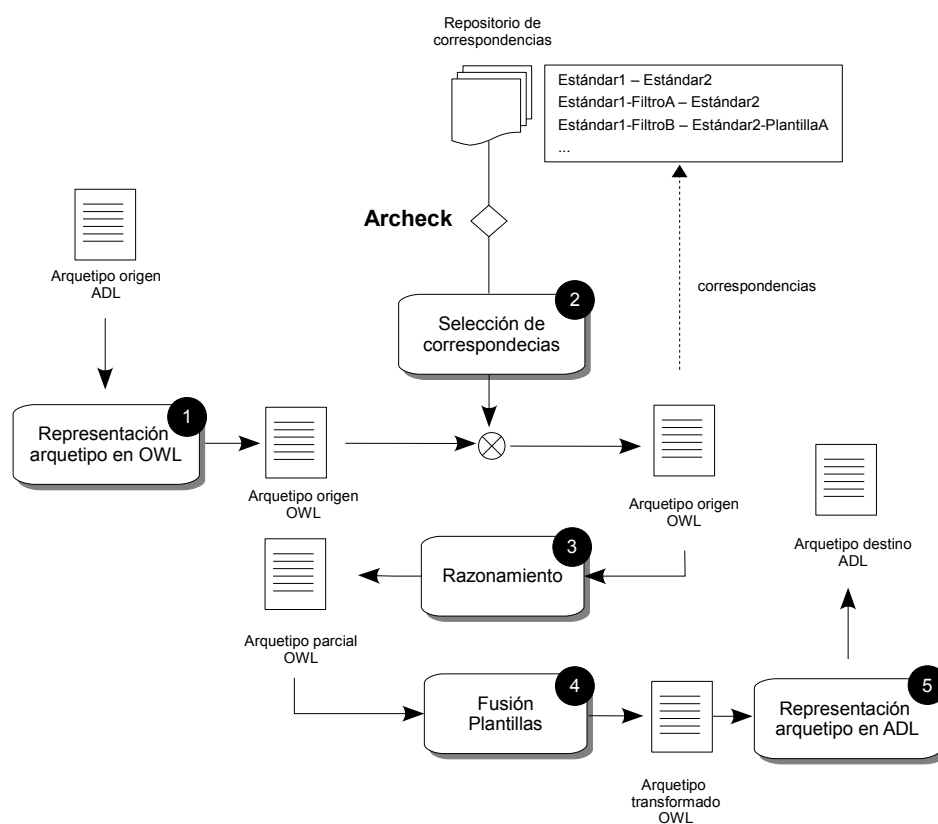 Repositorio de
correspondencias
Estándar1 – Estándar2
Estándar1-FiltroA – Estándar2
Estándar1-FiltroB – Estándar2-PlantillaA
...
Archeck
Arquetipo origen
ADL
correspondencias
2
Selección de
correspondecias
1
Representación
arquetipo en OWL
Arquetipo origen
OWL
Arquetipo origen
OWL
Arquetipo destino
ADL
3
Razonamiento
Arquetipo parcial
OWL
4
Fusión
Plantillas
5
Representación
arquetipo en ADL
Arquetipo
transformado
OWL